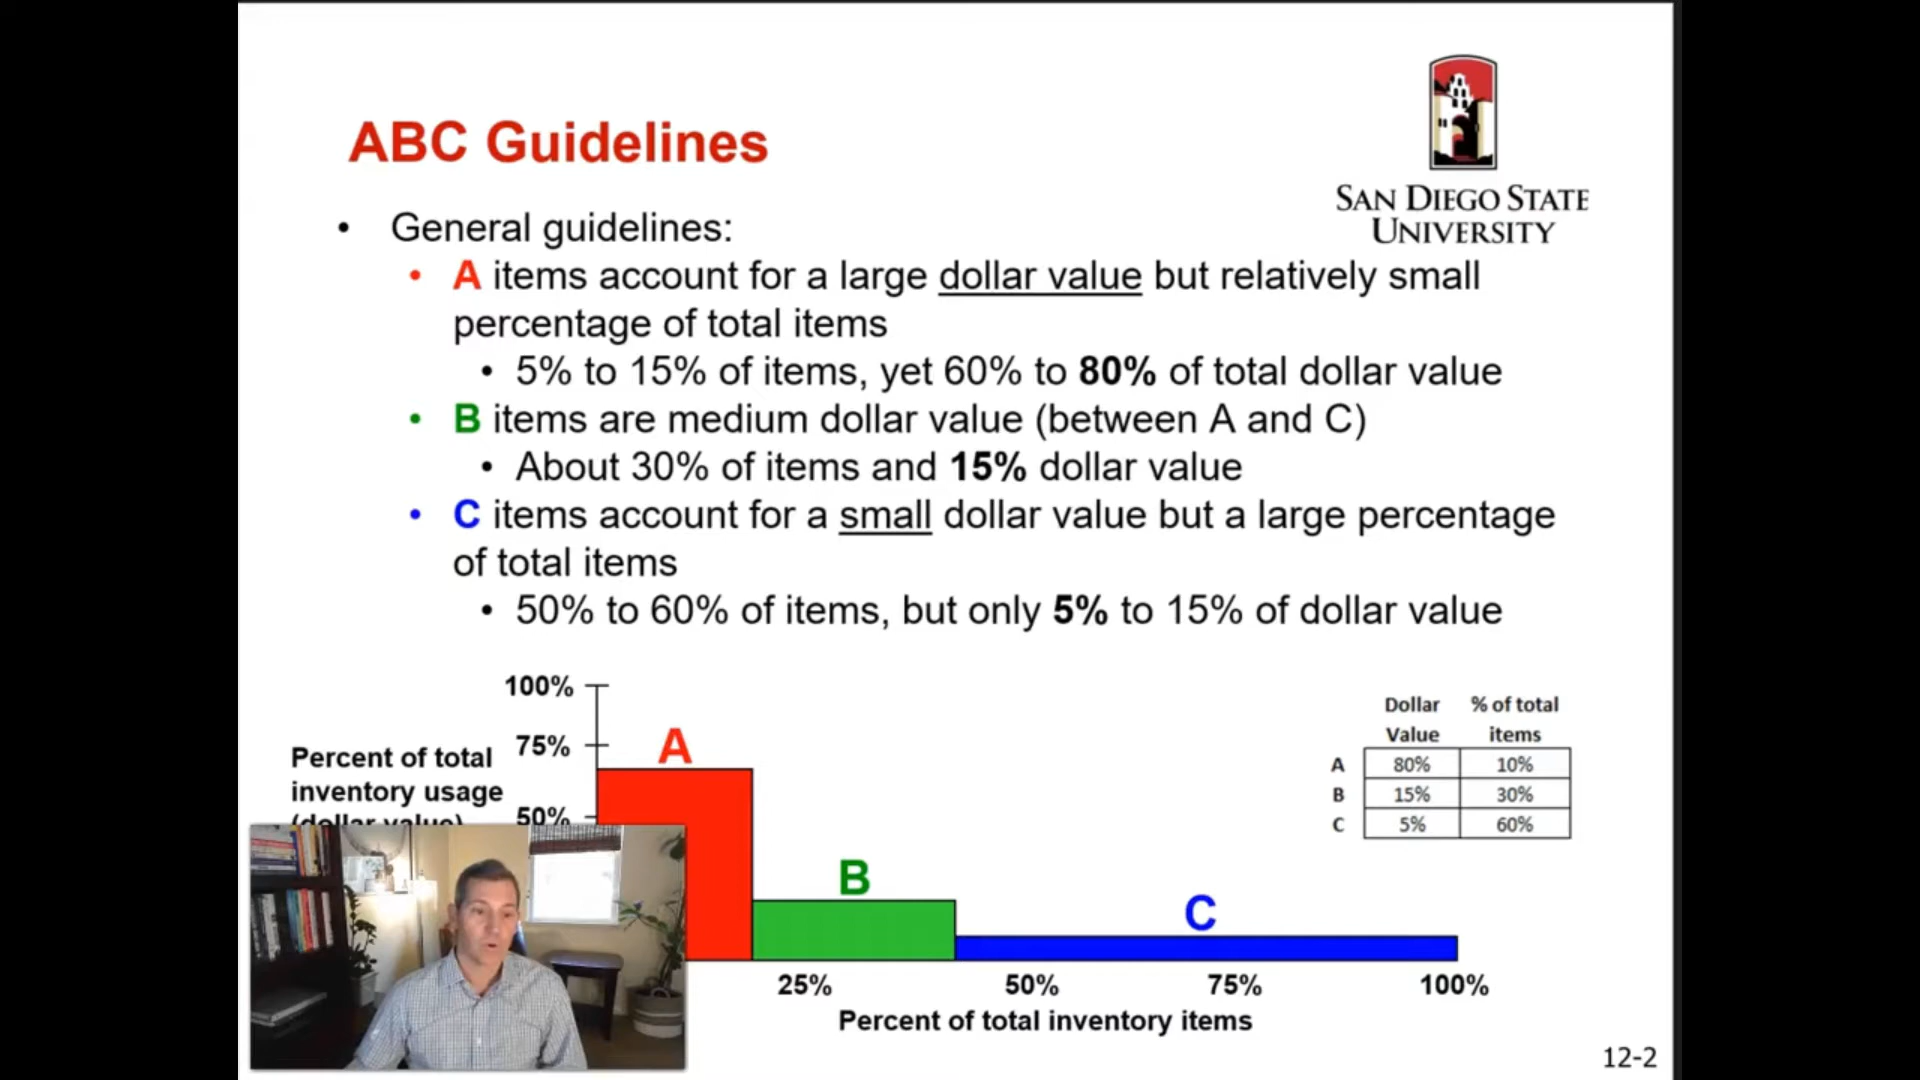 ABC Guidelines
SAN DIEGO STATE
UNIVERSITY
• General guidelines:
• A items account for a large dollar value but relatively small
percentage of total items
• 5% to 15% of items, yet 60% to 80% of total dollar value
• B items are medium dollar value (between A and C)
• About 30% of items and 15% dollar value
• C items account for a small dollar value but a large percentage
of total items
• 50% to 60% of items, but only 5% to 15% of dollar value
100%
75%
50%
Percent of total
inventory usage
(dollar value)
A
B
C
25% 50% 75% 100%
Percent of total inventory items
Dollar % of total
Value items
A 80% 10%
B 15% 30%
C 5% 60%
12-2